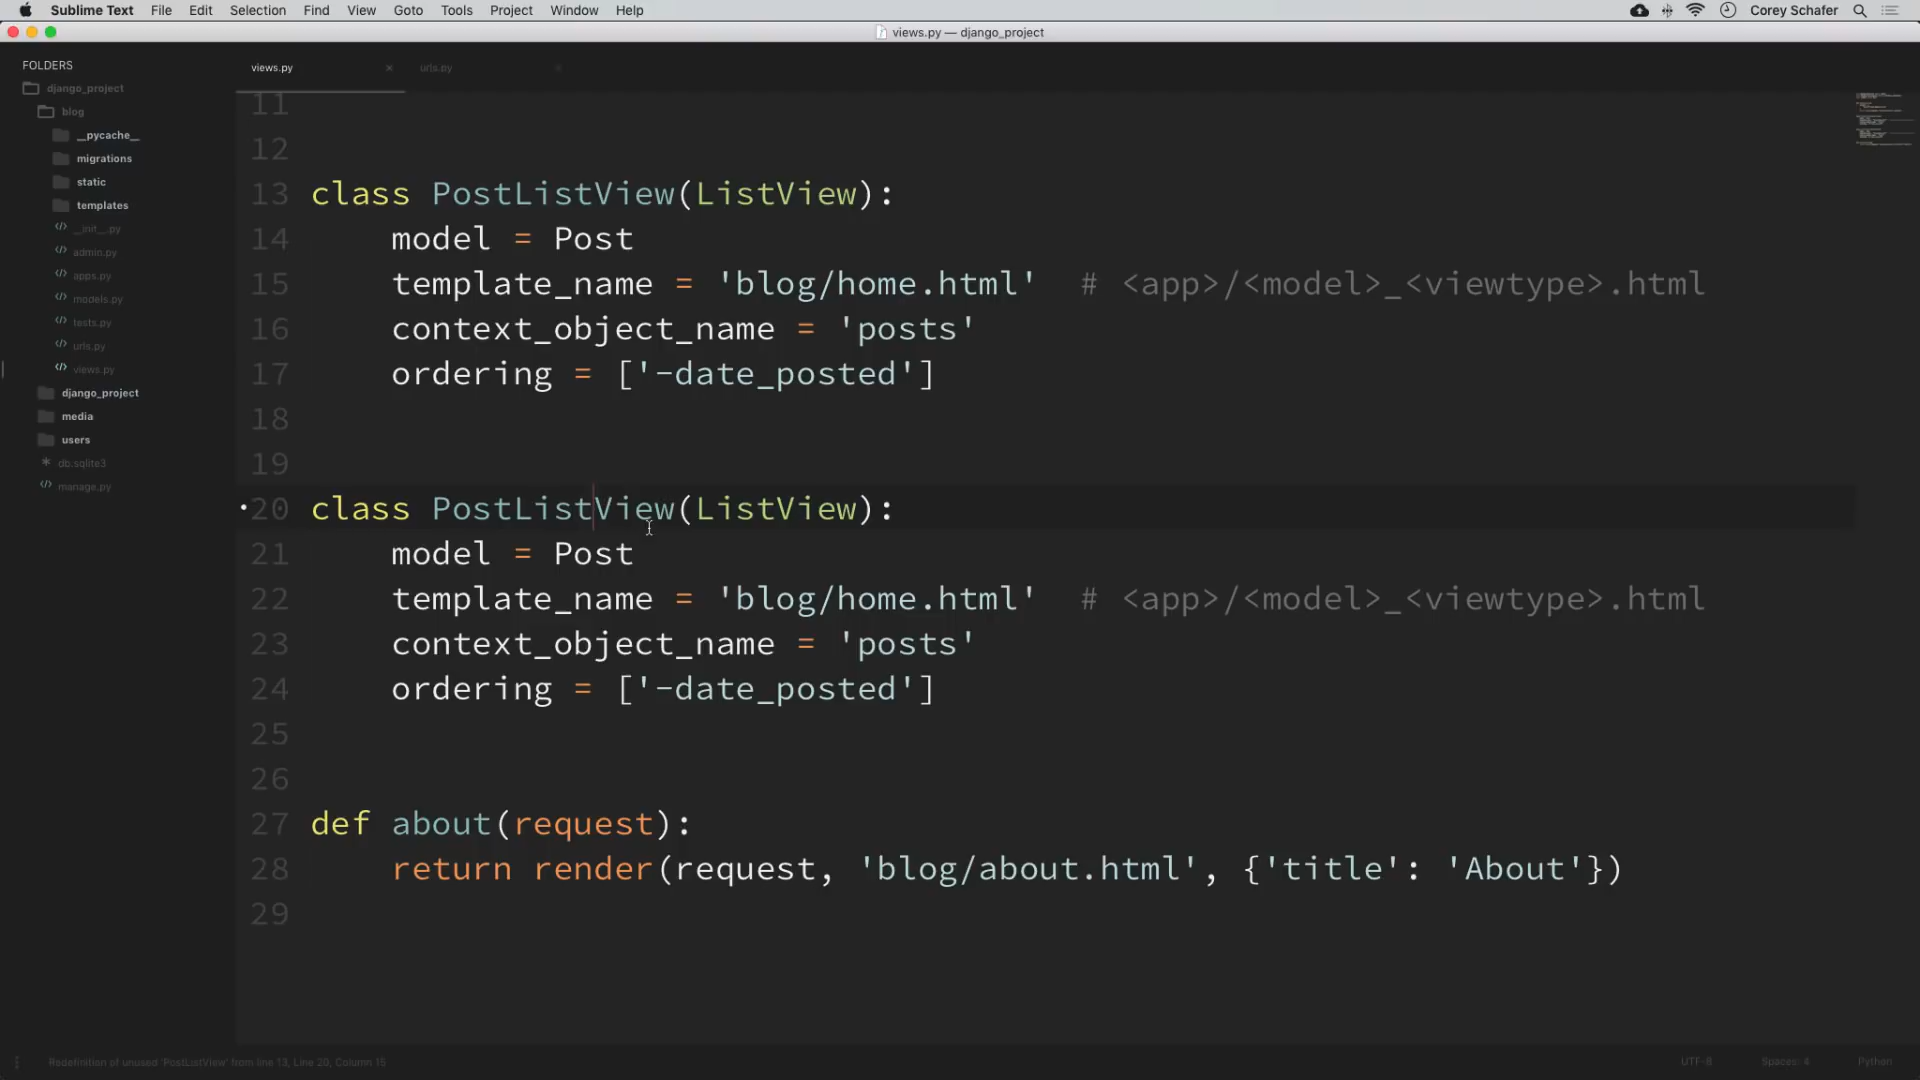 Sublime Text File Edit Selection Find View Goto Tools Project Window Help Corey Schafer
views.py — django_project
FOLDERS
django_project
blog
__pycache__
migrations
static
templates
__init__.py
admin.py
apps.py
models.py
tests.py
urls.py
views.py
django_project
media
users
db.sqlite3
manage.py
views.py urls.py
11
12
13 class PostListView(ListView):
14 model = Post
15 template_name = 'blog/home.html' # <app>/<model>_<viewtype>.html
16 context_object_name = 'posts'
17 ordering = ['-date_posted']
18
19
20 class PostListView(ListView):
21 model = Post
22 template_name = 'blog/home.html' # <app>/<model>_<viewtype>.html
23 context_object_name = 'posts'
24 ordering = ['-date_posted']
25
26
27 def about(request):
28 return render(request, 'blog/about.html', {'title': 'About'})
29
Redefinition of unused 'PostListView' from line 13, Line 20, Column 15 UTF-8 Spaces: 4 Python